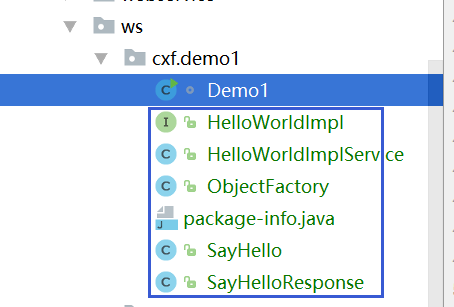 ws
cxf.demo1
Demo1
HelloWorldImpl
HelloWorldImplService
ObjectFactory
package-info.java
SayHello
SayHelloResponse